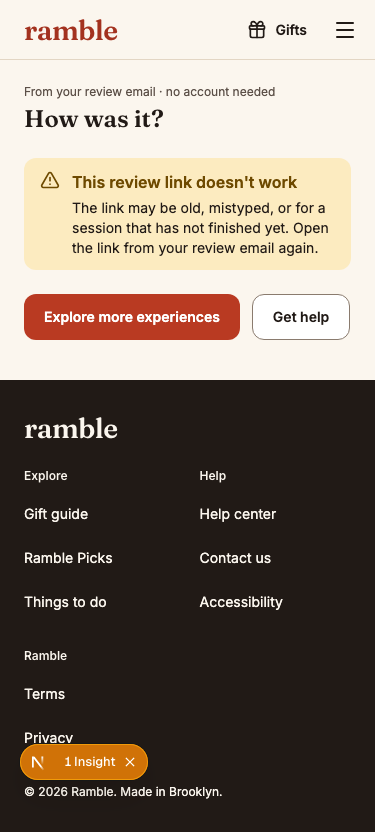 ramble
Gifts
From your review email · no account needed
How was it?
This review link doesn't work
The link may be old, mistyped, or for a
session that has not finished yet. Open
the link from your review email again.
Explore more experiences
Get help
ramble
Explore
Help
Gift guide
Help center
Ramble Picks
Contact us
Things to do
Accessibility
Ramble
Terms
Privacy
N
1 Insight
© 2026 Ramble. Made in Brooklyn.